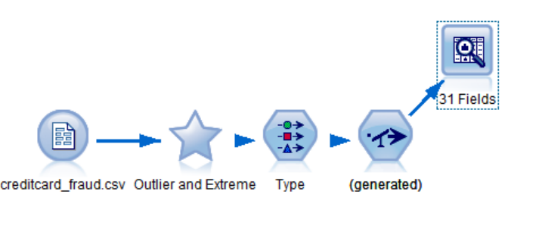 31 Fields
creditcard_fraud.csv
Outlier and Extreme
Type
(generated)